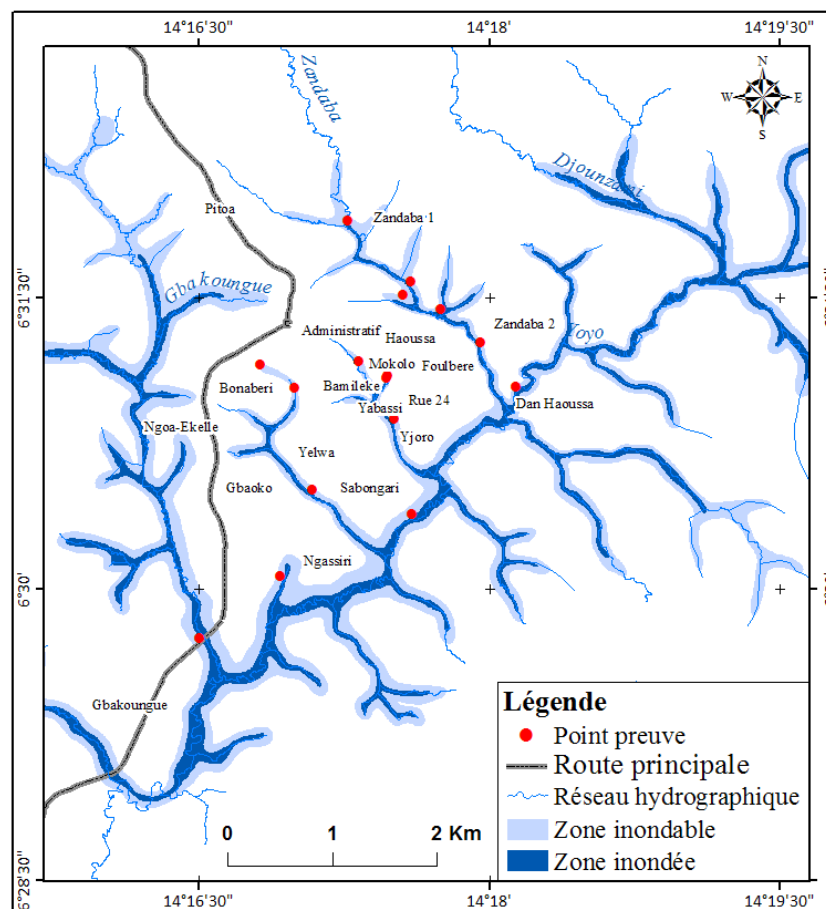 14°16'30"
14°18'
14°19'30"
N
W
E
S
Zandaba
Djounzami
Pitoa
Zandaba 1
Gbakoungue
6°31'30"
Administratif
Haoussa
Zandaba 2
Yoyo
Mokolo
Foulbere
Bonaberi
Bamileke
Rue 24
Dan Haoussa
Yabassi
Ngoa-Ekelle
Yjoro
Yelwa
Gbaoko
Sabongari
Ngassiri
6°30'
Gbakoungue
Légende
Point preuve
Route principale
Réseau hydrographique
Zone inondable
Zone inondée
0
1
2 Km
6°28'30"
14°16'30"
14°18'
14°19'30"